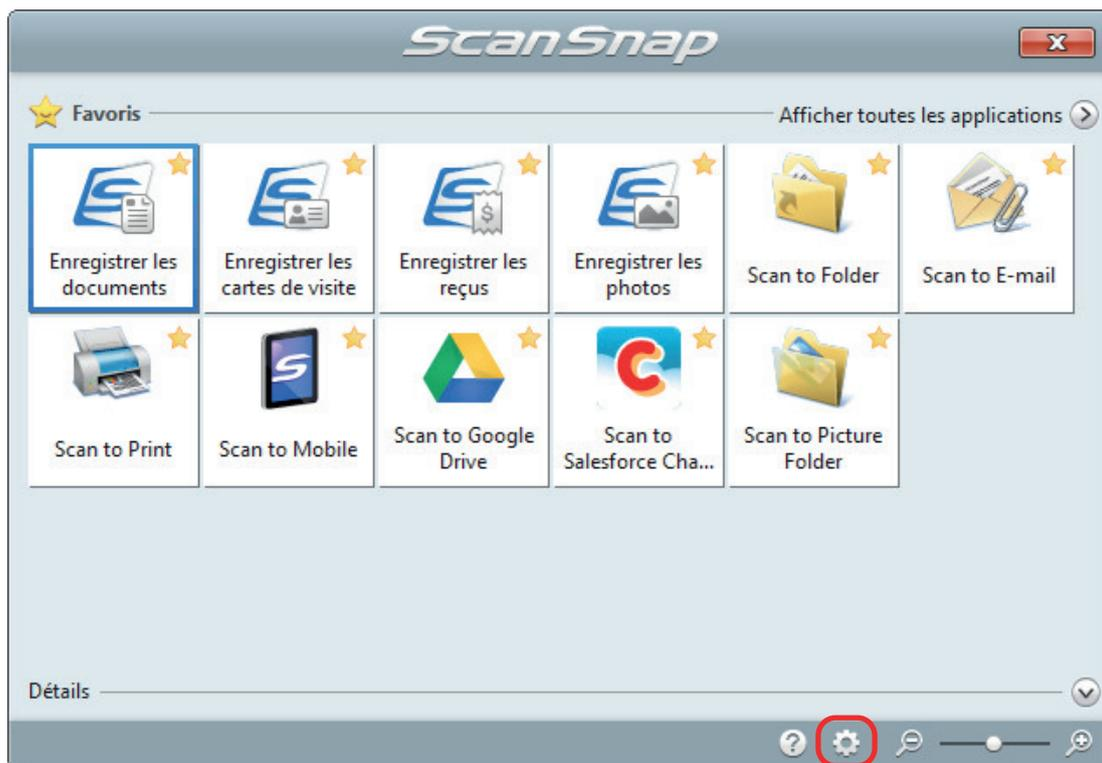 ScanSnap
Favoris
Afficher toutes les applications
Enregistrer les
documents
Enregistrer les
cartes de visite
Enregistrer les
reçus
Enregistrer les
photos
Scan to Folder
Scan to E-mail
Scan to Print
Scan to Mobile
Scan to Google
Drive
Scan to
Salesforce Cha...
Scan to Picture
Folder
Détails